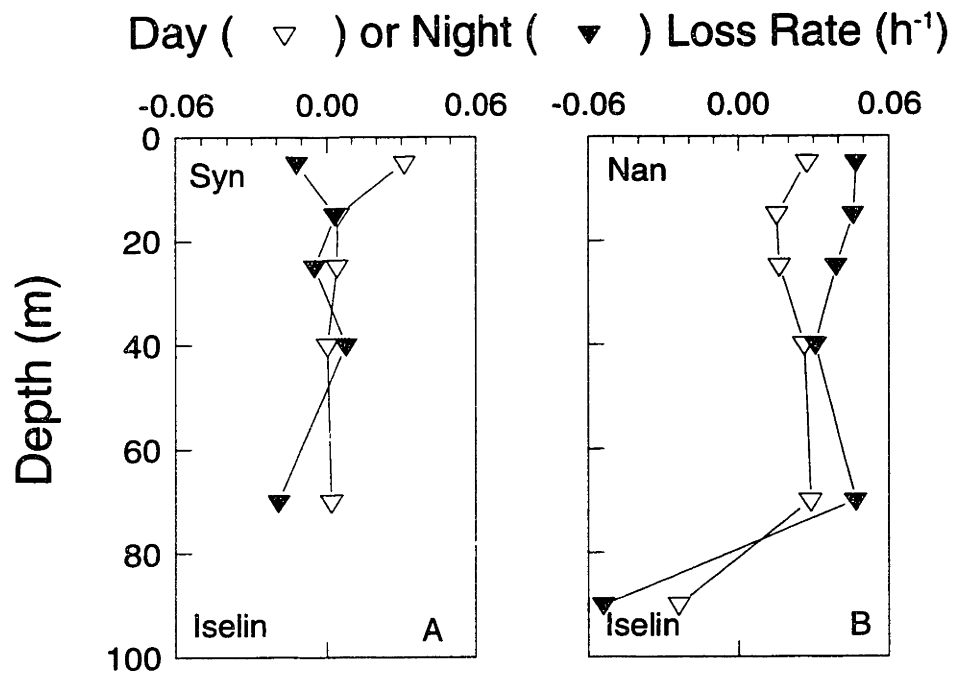 Day ( ▽ ) or Night ( ▼ ) Loss Rate (h⁻¹)
-0.06 0.00 0.06 -0.06 0.00 0.06
Depth (m)
0
20
40
60
80
100
Syn
Iselin
A
Nan
Iselin
B